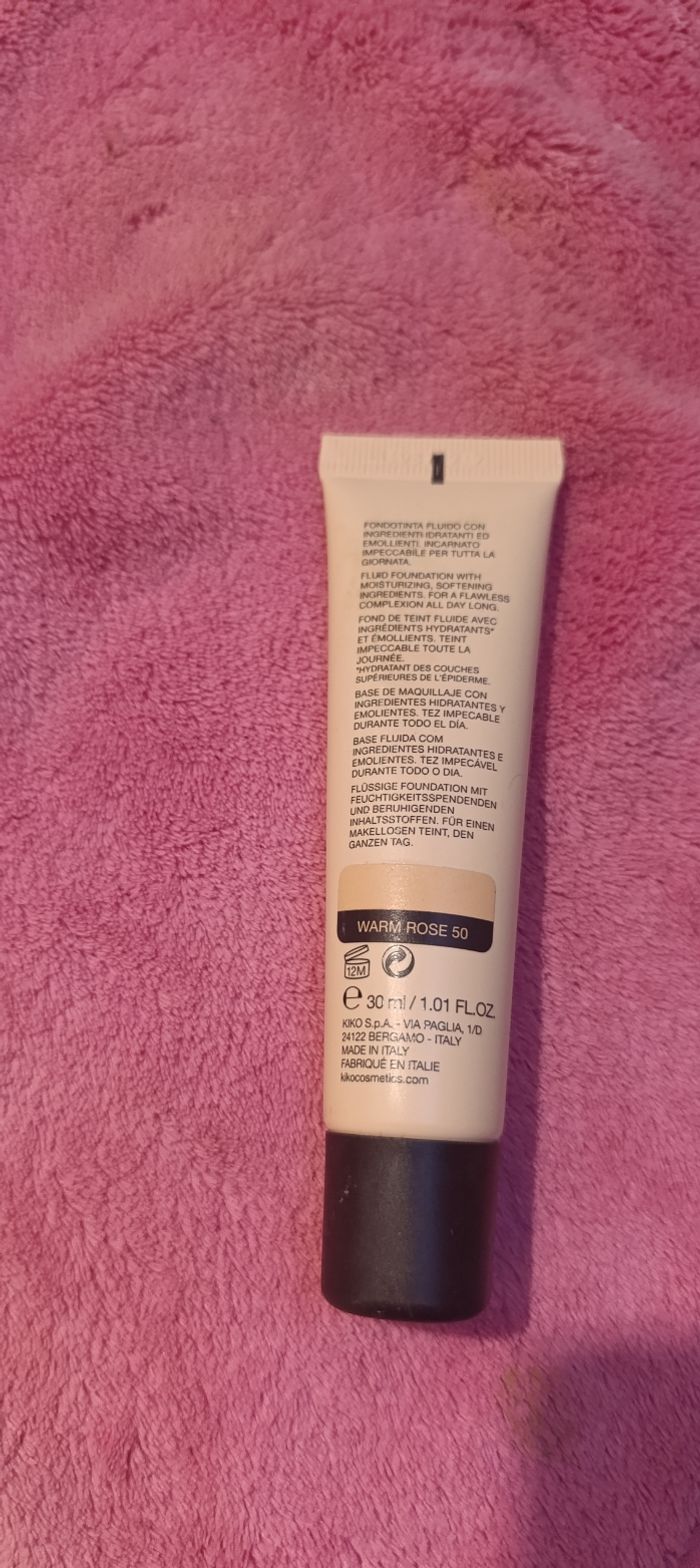 FONDOTINTA FLUIDO CON
INGREDIENTI IDRATANTI ED
EMOLLIENTI. INCARNATO
IMPECCABILE PER TUTTA LA
GIORNATA.
FLUID FOUNDATION WITH
MOISTURIZING, SOFTENING
INGREDIENTS. FOR A FLAWLESS
COMPLEXION ALL DAY LONG.
FOND DE TEINT FLUIDE AVEC
INGRÉDIENTS HYDRATANTS*
ET ÉMOLLIENTS. TEINT
IMPECCABLE TOUTE LA
JOURNÉE.
*HYDRATANT DES COUCHES
SUPÉRIEURES DE L'ÉPIDERME.
BASE DE MAQUILLAJE CON
INGREDIENTES HIDRATANTES Y
EMOLIENTES. TEZ IMPECABLE
DURANTE TODO EL DÍA.
BASE FLUIDA COM
INGREDIENTES HIDRATANTES E
EMOLIENTES. TEZ IMPECÁVEL
DURANTE TODO O DIA.
FLÜSSIGE FOUNDATION MIT
FEUCHTIGKEITSSPENDENDEN
UND BERUHIGENDEN
INHALTSSTOFFEN. FÜR EINEN
MAKELLOSEN TEINT, DEN
GANZEN TAG.
WARM ROSE 50
12M
e 30 ml / 1.01 FL.OZ.
KIKO S.p.A. - VIA PAGLIA, 1/D
24122 BERGAMO - ITALY
MADE IN ITALY
FABRIQUÉ EN ITALIE
kikocosmetics.com